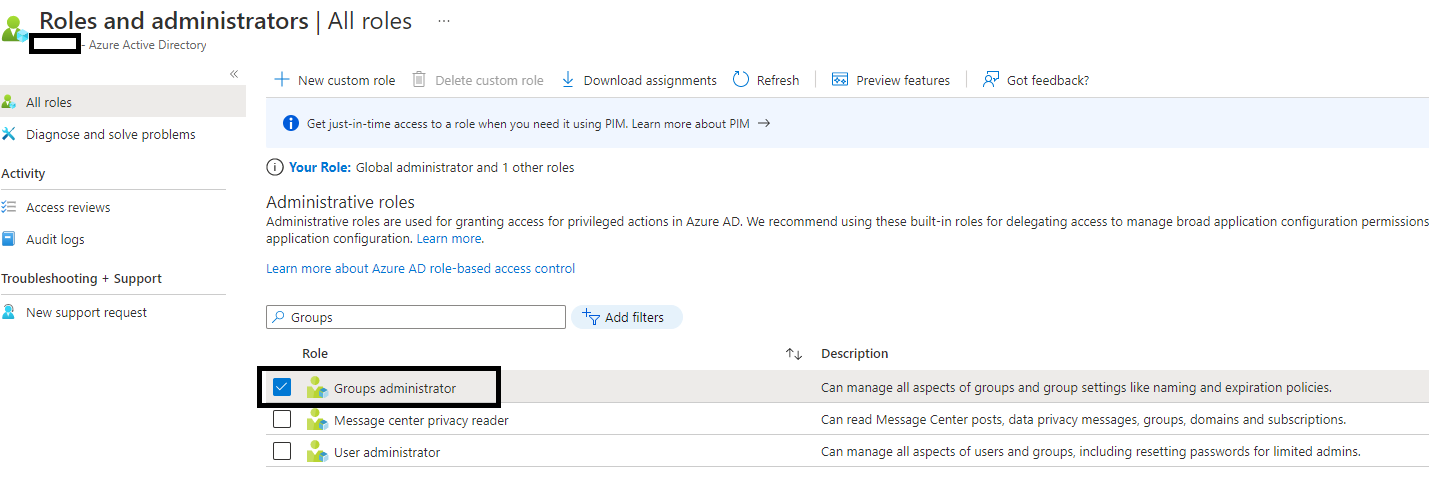 Roles and administrators | All roles ...
- Azure Active Directory
«
All roles
Diagnose and solve problems
Activity
Access reviews
Audit logs
Troubleshooting + Support
New support request
New custom role Delete custom role Download assignments Refresh Preview features Got feedback?
Get just-in-time access to a role when you need it using PIM. Learn more about PIM →
Your Role: Global administrator and 1 other roles
Administrative roles
Administrative roles are used for granting access for privileged actions in Azure AD. We recommend using these built-in roles for delegating access to manage broad application configuration permissions
application configuration. Learn more.
Learn more about Azure AD role-based access control
Groups Add filters
Role Description
Groups administrator Can manage all aspects of groups and group settings like naming and expiration policies.
Message center privacy reader Can read Message Center posts, data privacy messages, groups, domains and subscriptions.
User administrator Can manage all aspects of users and groups, including resetting passwords for limited admins.